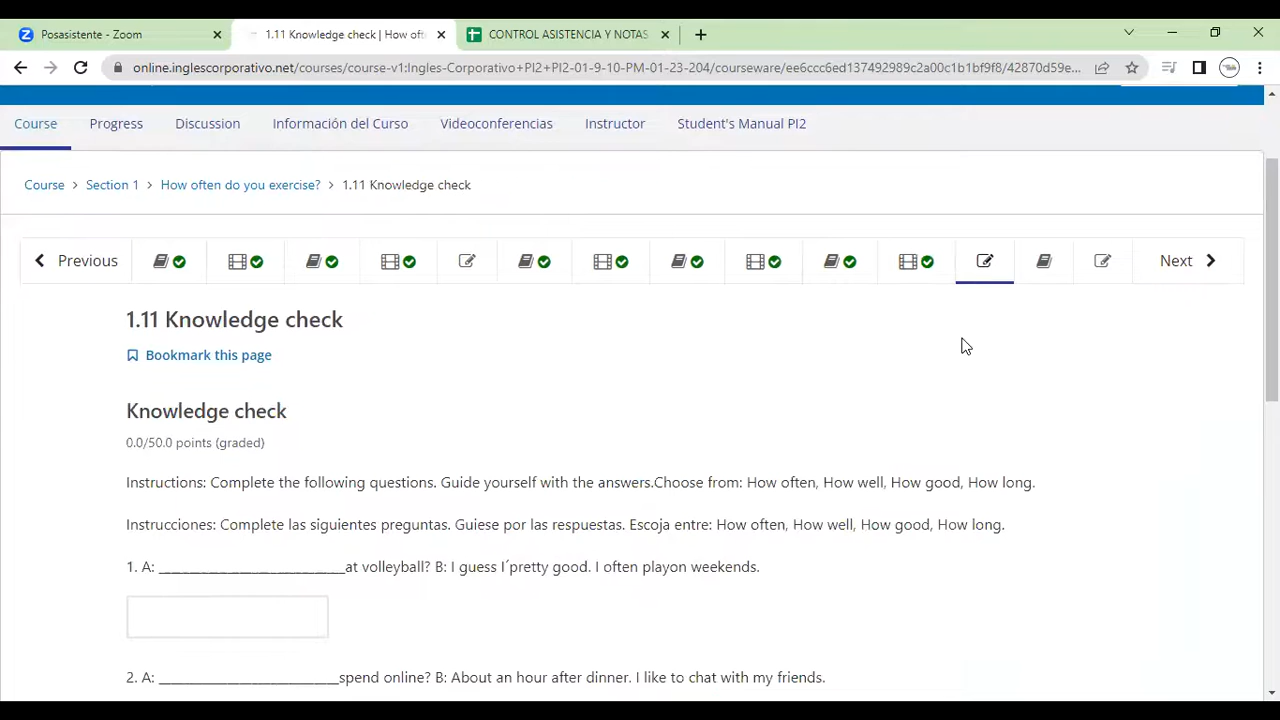 Posasistente - Zoom
1.11 Knowledge check | How oft
CONTROL ASISTENCIA Y NOTAS
online.inglescorporativo.net/courses/course-v1:Ingles-Corporativo+PI2+PI2-01-9-10-PM-01-23-204/courseware/ee6ccc6ed137492989c2a00c1b1bf9f8/42870d59e...
Course Progress Discussion Información del Curso Videoconferencias Instructor Student's Manual PI2
Course > Section 1 > How often do you exercise? > 1.11 Knowledge check
Previous Next
1.11 Knowledge check
Bookmark this page
Knowledge check
0.0/50.0 points (graded)
Instructions: Complete the following questions. Guide yourself with the answers.Choose from: How often, How well, How good, How long.
Instrucciones: Complete las siguientes preguntas. Guiese por las respuestas. Escoja entre: How often, How well, How good, How long.
1. A: ___________________________at volleyball? B: I guess I´pretty good. I often playon weekends.
2. A: __________________________spend online? B: About an hour after dinner. I like to chat with my friends.